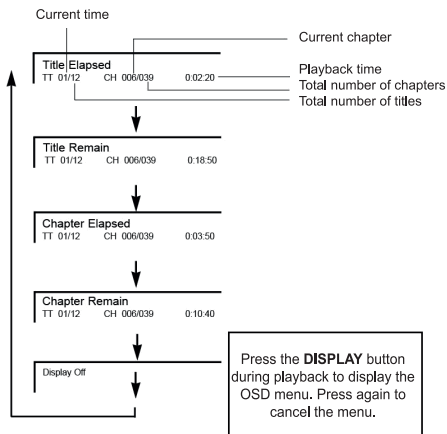 Current time
Current chapter
Title Elapsed
TT 01/12 CH 006/039 0:02:20
Playback time
Total number of chapters
Total number of titles
Title Remain
TT 01/12 CH 006/039 0:18:50
Chapter Elapsed
TT 01/12 CH 006/039 0:03:50
Chapter Remain
TT 01/12 CH 006/039 0:10:40
Display Off
Press the DISPLAY button
during playback to display the
OSD menu. Press again to
cancel the menu.